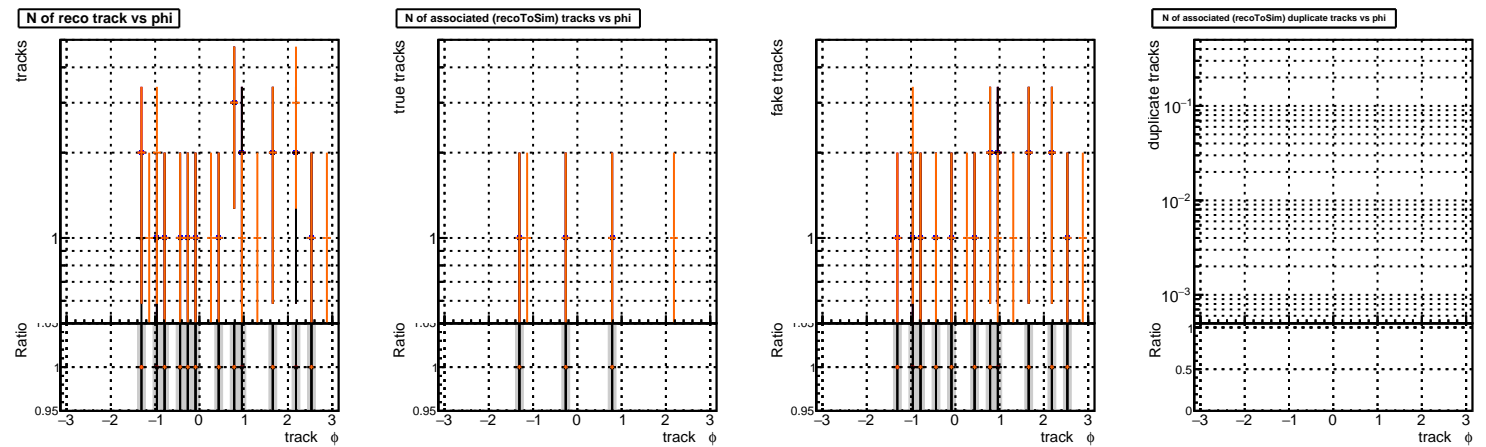 N of reco track vs phi
tracks
1
Ratio
1.05
1
0.95
−3 −2 −1 0 1 2 3
track ϕ
N of associated (recoToSim) tracks vs phi
true tracks
1
Ratio
1.05
1
0.95
−3 −2 −1 0 1 2 3
track ϕ
fake tracks
1
Ratio
1.05
1
0.95
−3 −2 −1 0 1 2 3
track ϕ
N of associated (recoToSim) duplicate tracks vs phi
duplicate tracks
10⁻¹
10⁻²
10⁻³
Ratio
1
0.5
0
−3 −2 −1 0 1 2 3
track ϕ